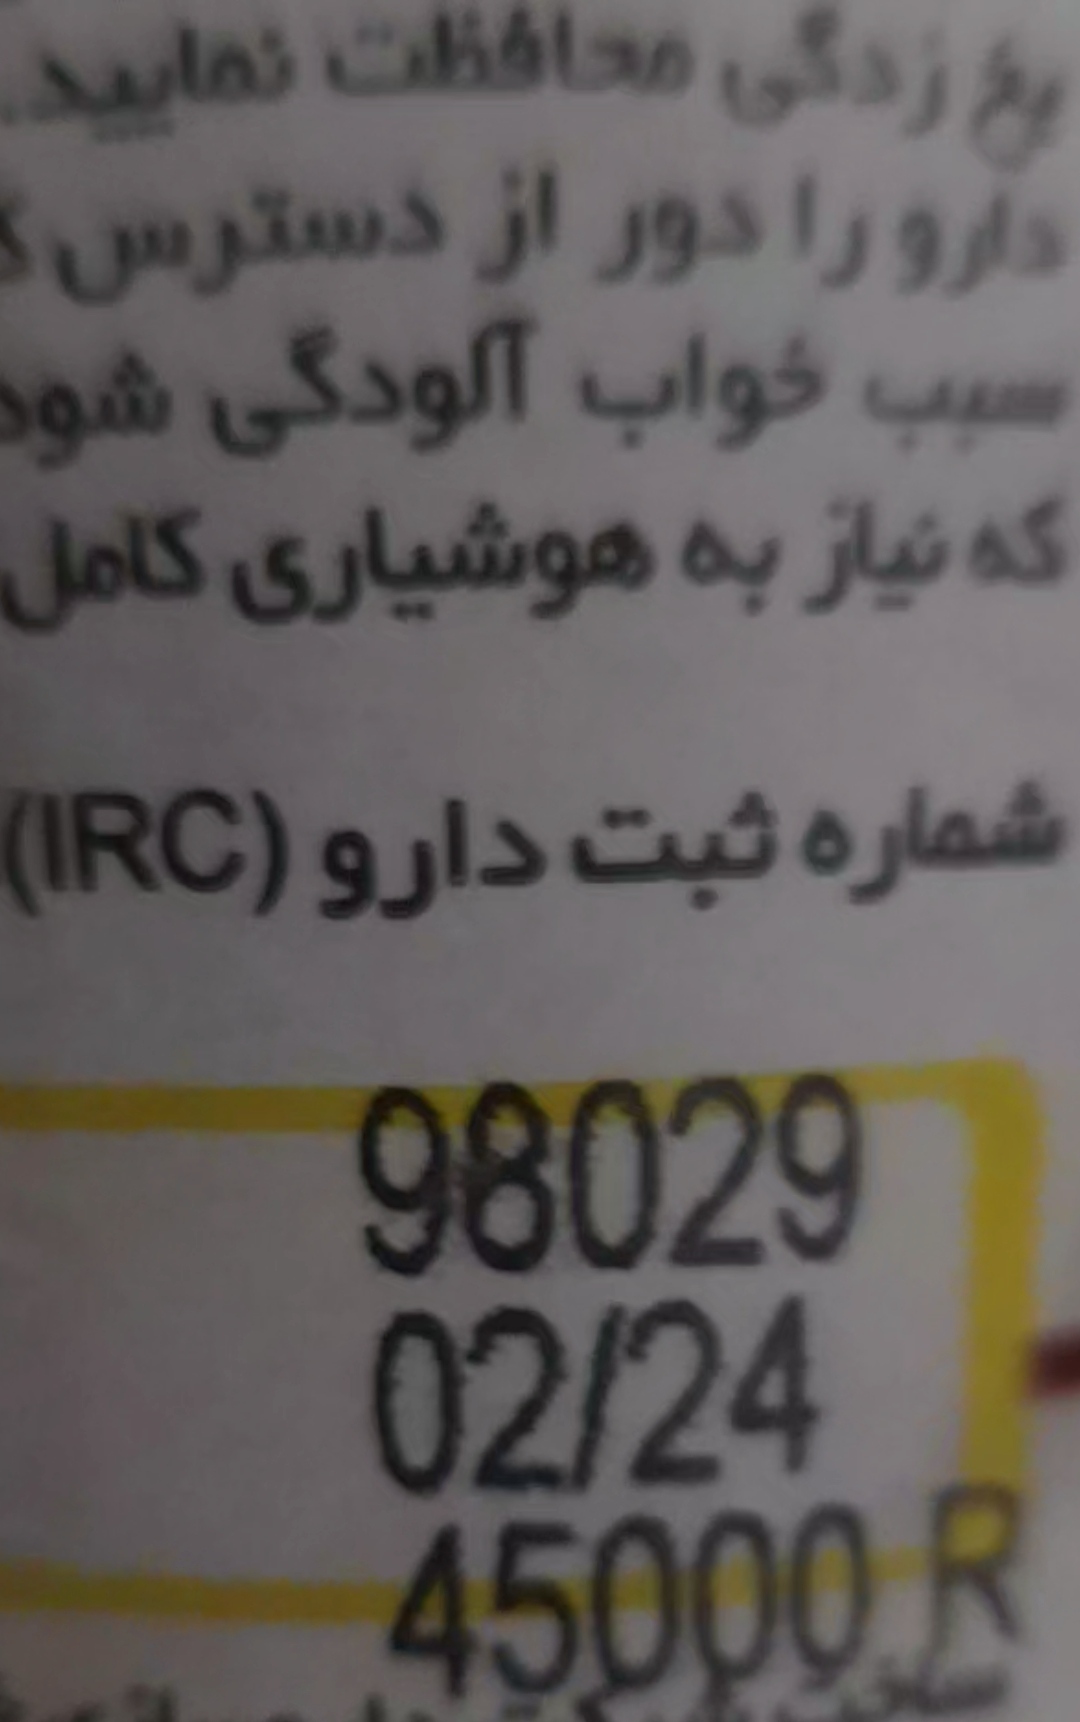 یخ زدگی محافظت نمایید.
دارو را دور از دسترس
سبب خواب آلودگی شود
که نیاز به هوشیاری کامل
شماره ثبت دارو (IRC)
98029
02/24
45000 R